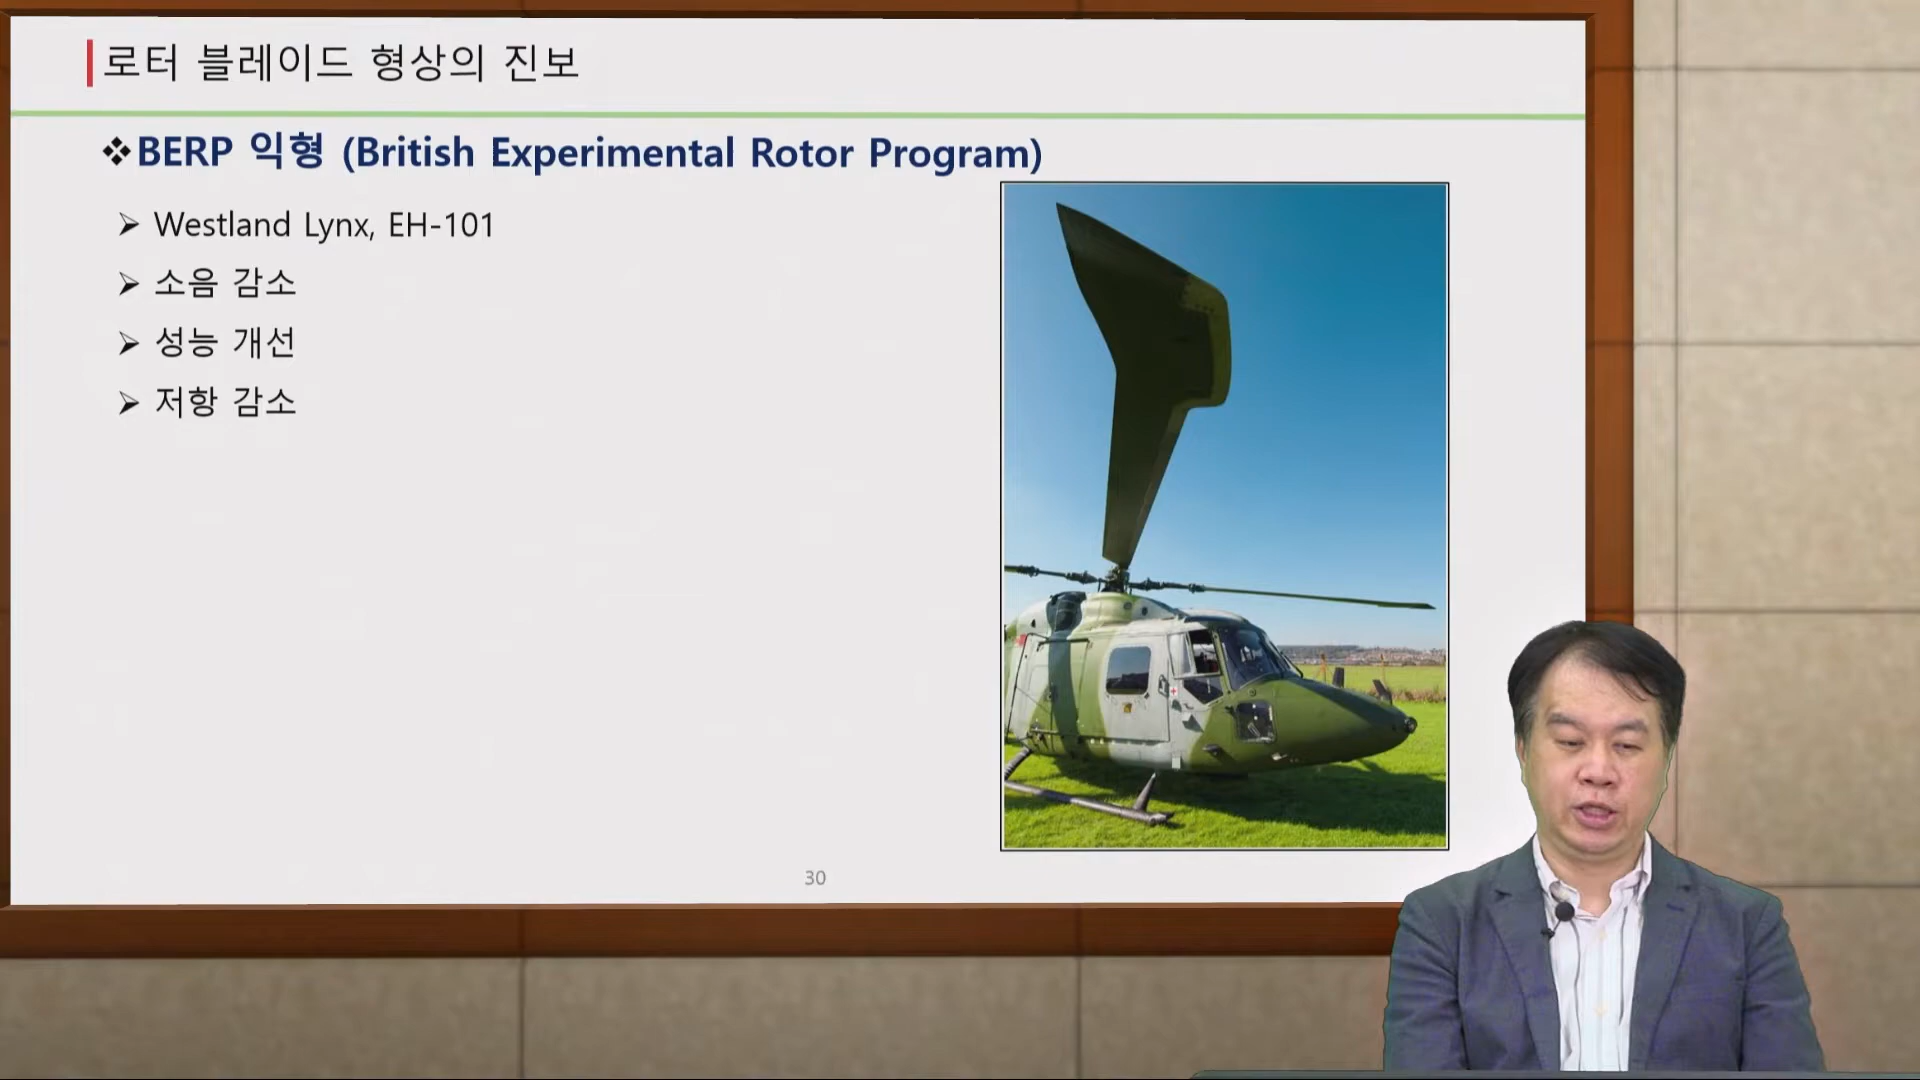 로터 블레이드 형상의 진보
BERP 익형 (British Experimental Rotor Program)
Westland Lynx, EH-101
소음 감소
성능 개선
저항 감소
30